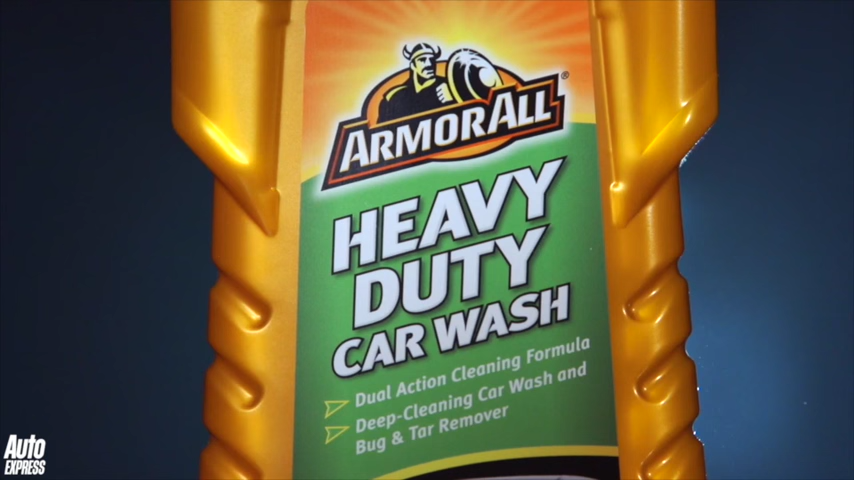 ARMORALL®
HEAVY
DUTY
CAR WASH
Dual Action Cleaning Formula
Deep-Cleaning Car Wash and
Bug & Tar Remover
Auto
EXPRESS